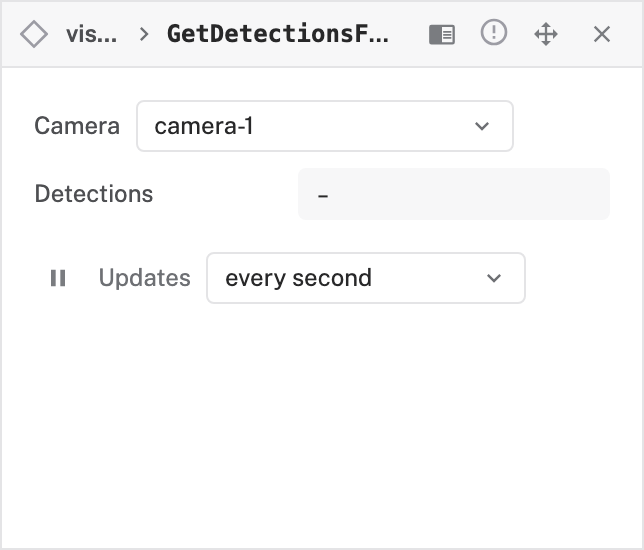 vis... > GetDetectionsF...
Camera camera-1
Detections –
Updates every second